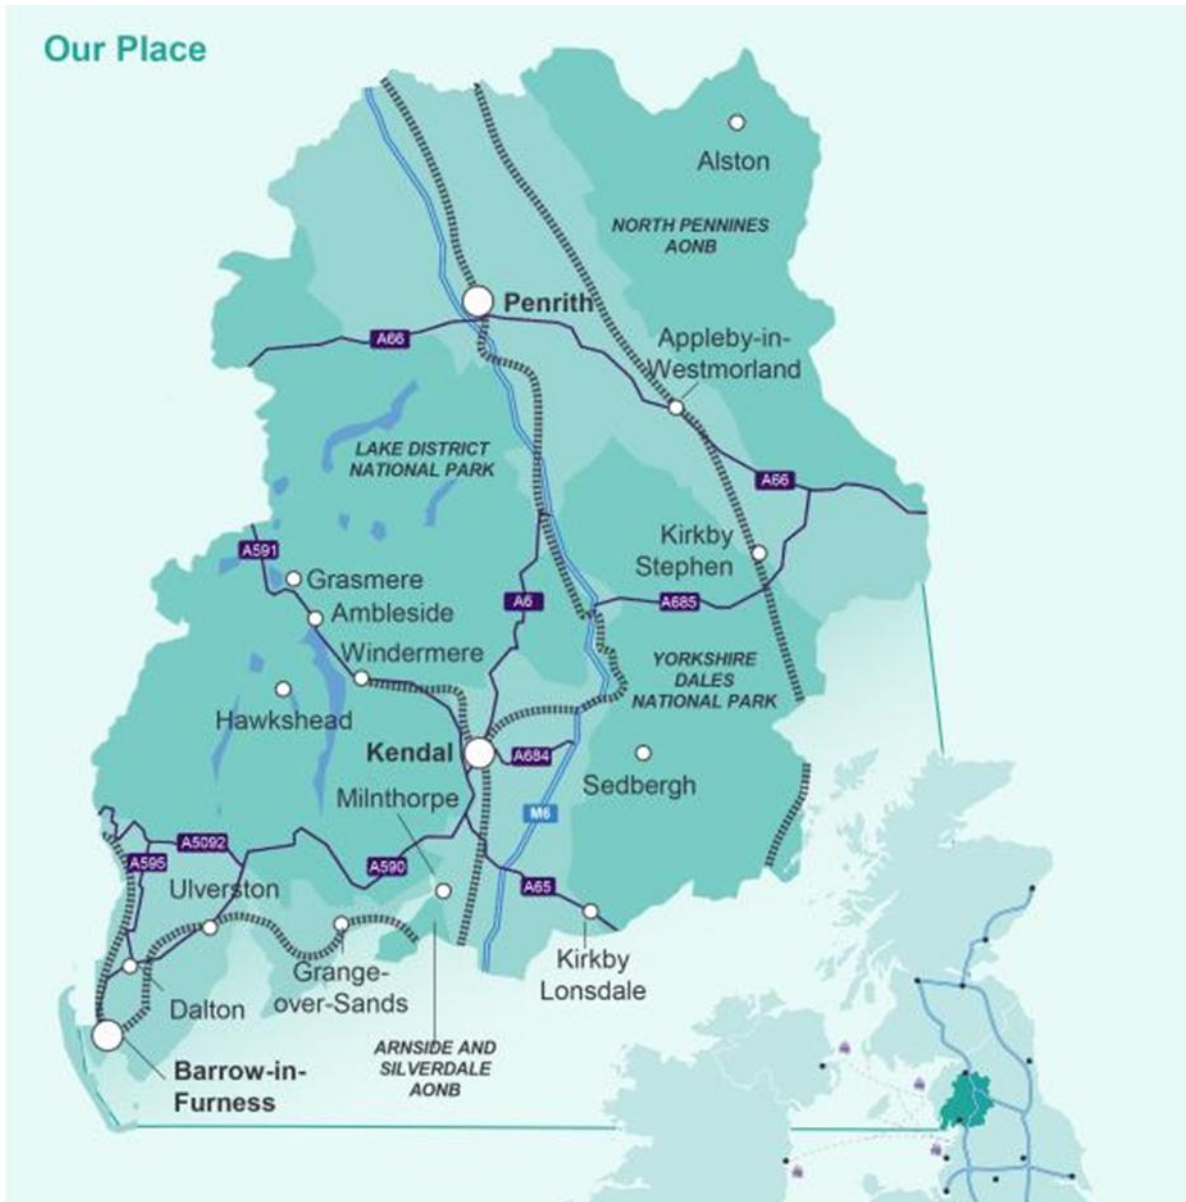 Our Place
Alston
NORTH PENNINES
AONB
Penrith
A66
Appleby-in-
Westmorland
LAKE DISTRICT
NATIONAL PARK
A66
Kirkby
Stephen
A591
Grasmere
A6
A685
Ambleside
Windermere
YORKSHIRE
DALES
NATIONAL PARK
Hawkshead
Kendal
A684
Sedbergh
Milnthorpe
M6
A5092
A595
A590
Ulverston
A65
Grange-
over-Sands
Kirkby
Lonsdale
Dalton
ARNSIDE AND
SILVERDALE
AONB
Barrow-in-
Furness